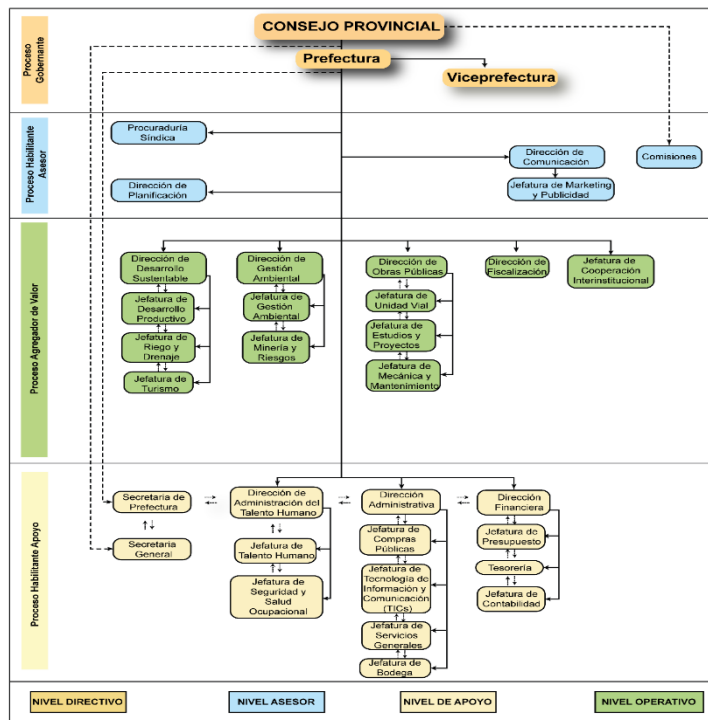 CONSEJO PROVINCIAL
Prefectura
Viceprefectura
Proceso
Gobernante
Procuraduría
Síndica
Dirección de
Comunicación
Comisiones
Dirección de
Planificación
Jefatura de Marketing
y Publicidad
Proceso Habilitante
Asesor
Dirección de
Desarrollo
Sustentable
Jefatura de
Desarrollo
Productivo
Jefatura de
Riego y
Drenaje
Jefatura de
Turismo
Dirección de
Gestión
Ambiental
Jefatura de
Gestión
Ambiental
Jefatura de
Minería y
Riesgos
Dirección de
Obras Públicas
Jefatura de
Unidad Vial
Jefatura de
Estudios y
Proyectos
Jefatura de
Mecánica y
Mantenimiento
Dirección de
Fiscalización
Jefatura de
Cooperación
Interinstitucional
Proceso Agregador de Valor
Secretaria de
Prefectura
Secretaria
General
Dirección de
Administración del
Talento Humano
Jefatura de
Talento Humano
Jefatura de
Seguridad y
Salud
Ocupacional
Dirección
Administrativa
Jefatura de
Compras
Públicas
Jefatura de
Tecnología de
Información y
Comunicación
(TICs)
Jefatura de
Servicios
Generales
Jefatura de
Bodega
Dirección
Financiera
Jefatura de
Presupuesto
Tesorería
Jefatura de
Contabilidad
Proceso Habilitante Apoyo
NIVEL DIRECTIVO
NIVEL ASESOR
NIVEL DE APOYO
NIVEL OPERATIVO